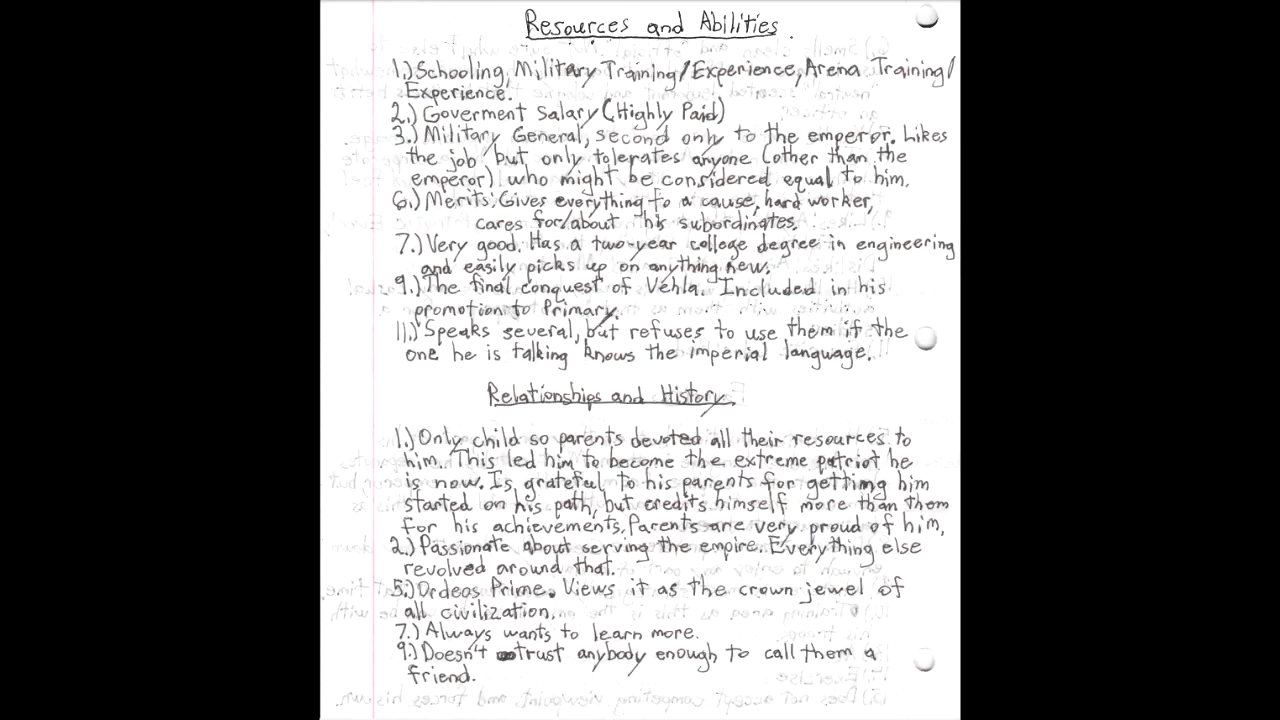 Resources and Abilities.
1.) Schooling, Military Training/Experience, Arena Training/
Experience.
2.) Goverment Salary (Highly Paid)
3.) Military General, second only to the emperor. Likes
the job but only tolerates anyone (other than the
emperor) who might be considered equal to him.
6.) Merits: Gives everything to a cause, hard worker,
cares for/about his subordinates.
7.) Very good. Has a two-year college degree in engineering
and easily picks up on anything new.
9.) The final conquest of Vehla. Included in his
promotion to Primary.
11.) Speaks several, but refuses to use them if the
one he is talking knows the imperial language.
Relationships and History.
1.) Only child so parents devoted all their resources to
him. This led him to become the extreme patriot he
is now. Is grateful to his parents for getting him
started on his path, but credits himself more than them
for his achievements. Parents are very proud of him.
2.) Passionate about serving the empire. Everything else
revolved around that.
5.) Ordeos Prime. Views it as the crown jewel of
all civilization.
7.) Always wants to learn more.
9.) Doesn't trust anybody enough to call them a
friend.